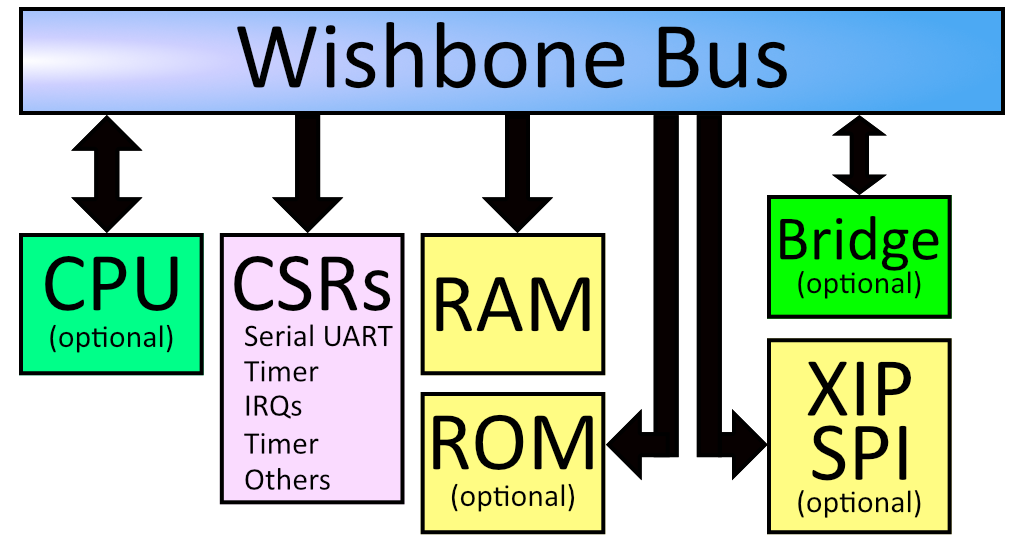 Wishbone Bus
CPU
(optional)
CSRs
Serial UART
Timer
IRQs
Timer
Others
RAM
ROM
(optional)
Bridge
(optional)
XIP
SPI
(optional)